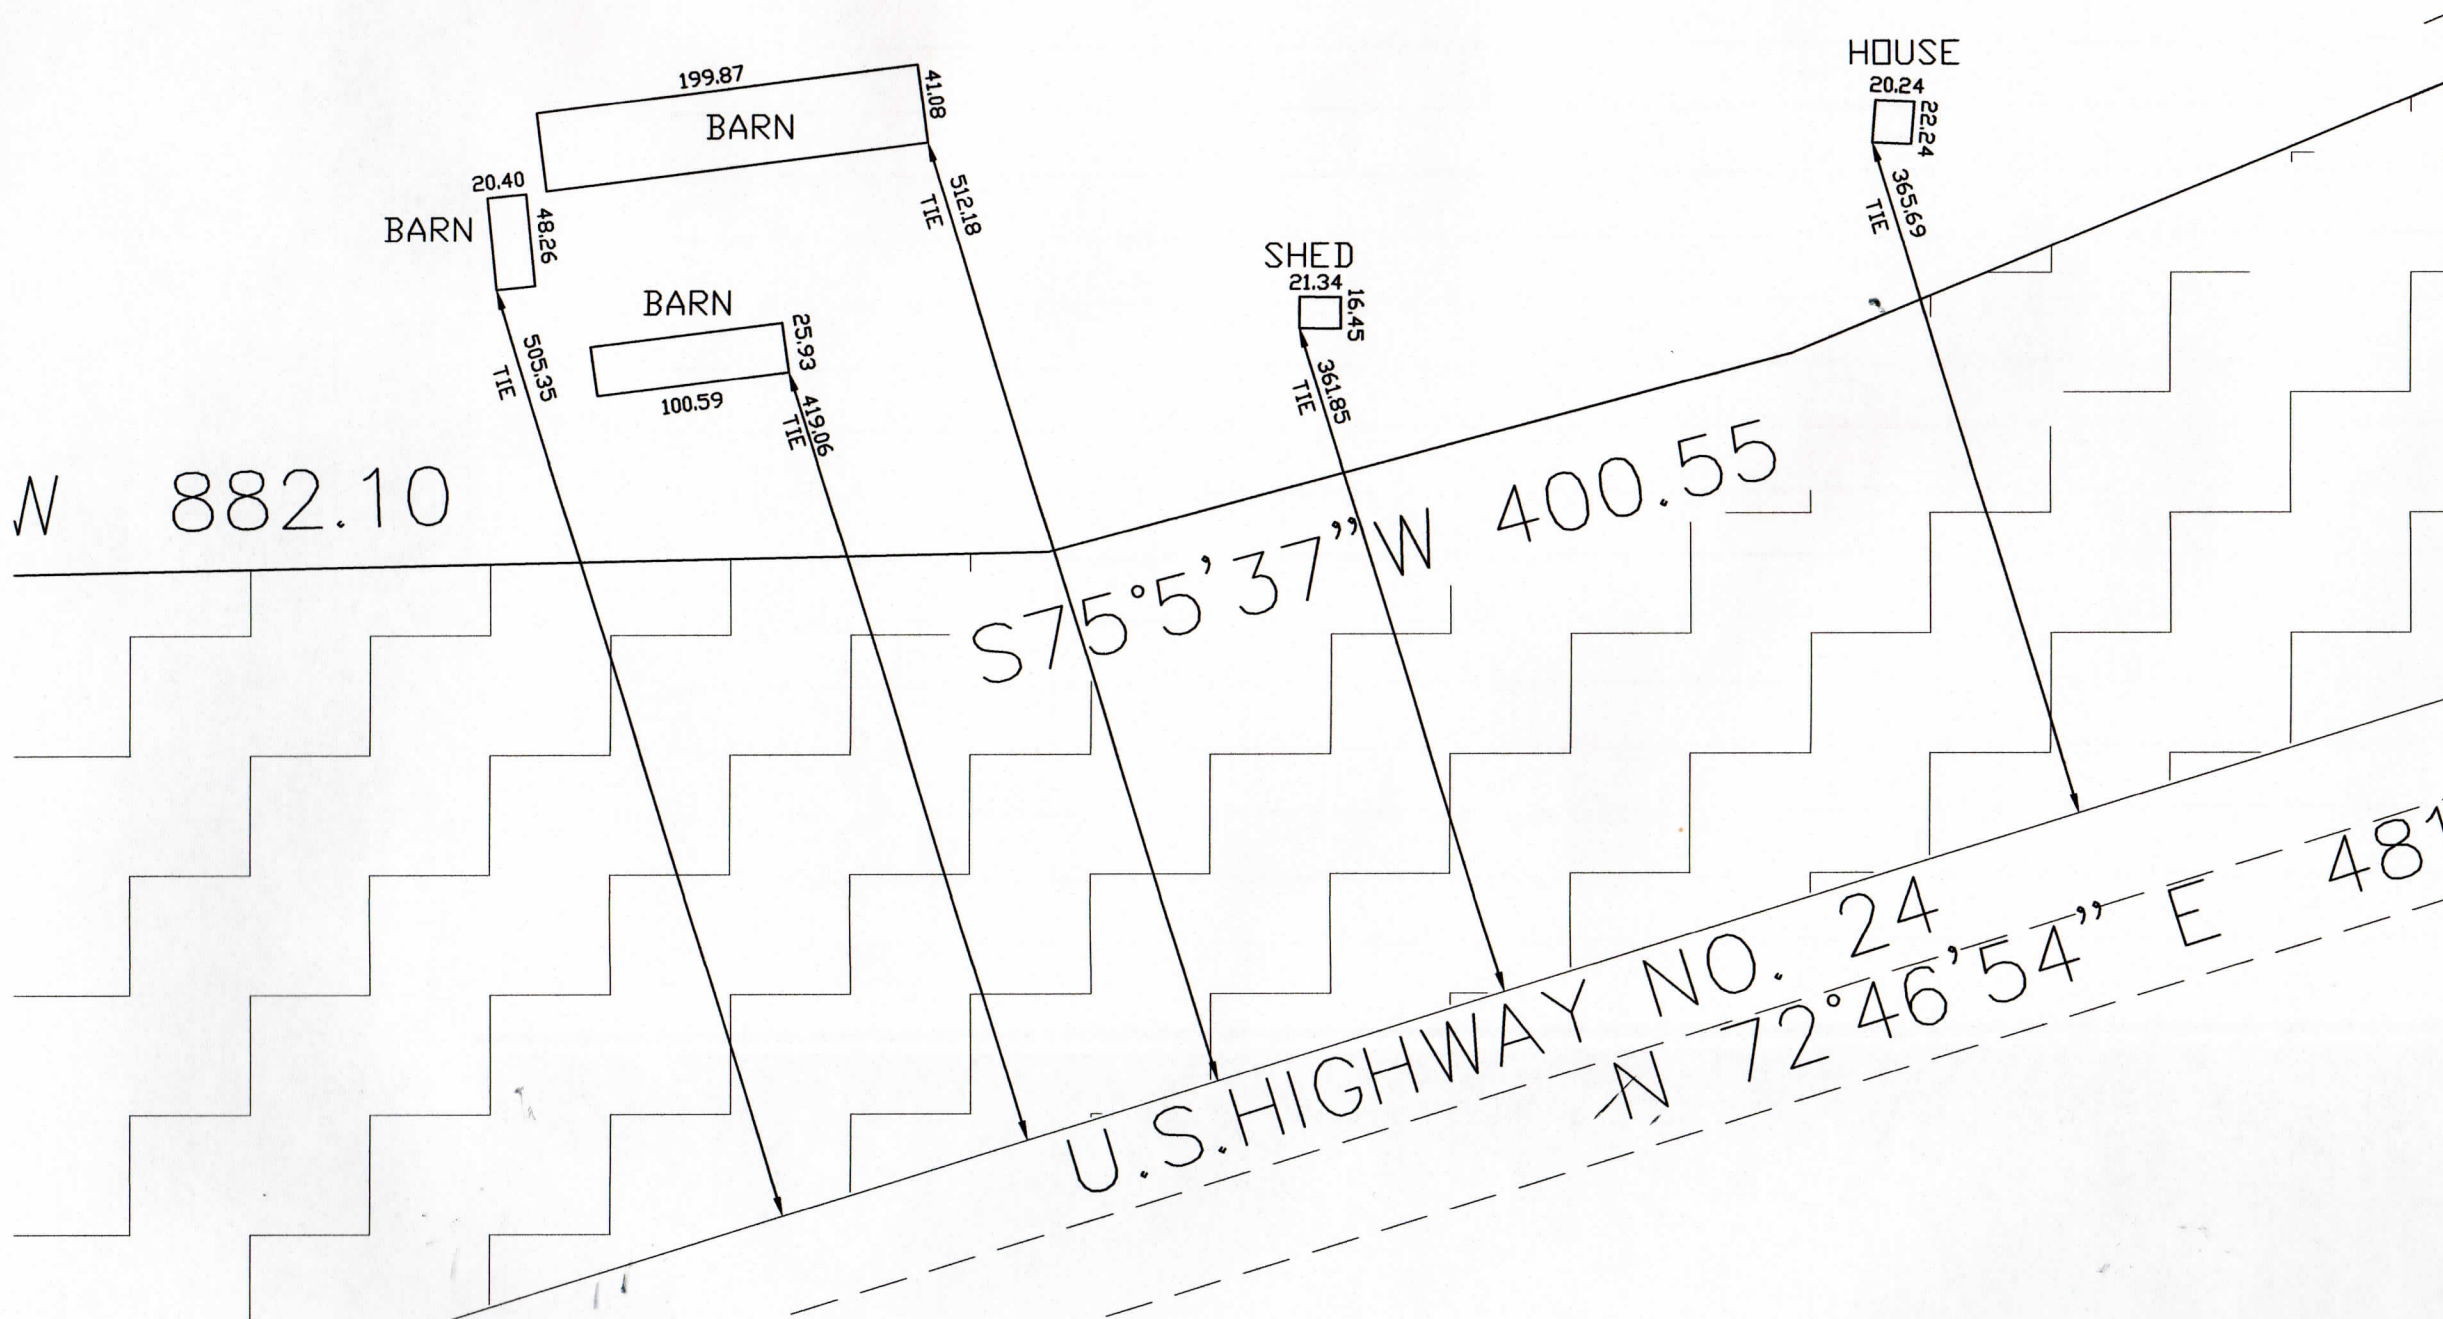 HOUSE
20.24
22.24
365.69
TIE
199.87
41.08
BARN
512.18
TIE
20.40
BARN
48.26
505.35
TIE
BARN
25.93
100.59
419.06
TIE
SHED
21.34
16.45
361.85
TIE
W 882.10
S75°5'37"W 400.55
U.S.HIGHWAY NO. 24
N 72°46'54" E 481